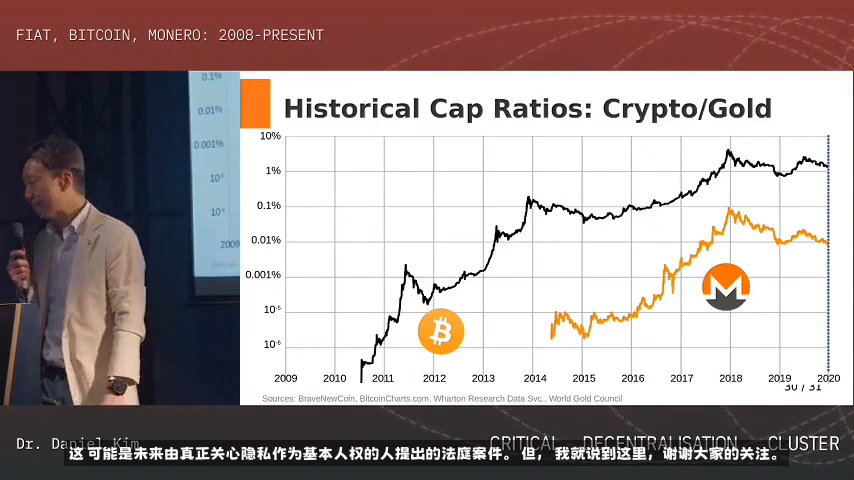 FIAT, BITCOIN, MONERO: 2008-PRESENT
0.1%
0.01%
0.001%
10⁻⁵
10⁻⁶
2009
Historical Cap Ratios: Crypto/Gold
10%
1%
0.1%
0.01%
0.001%
10⁻⁵
10⁻⁶
2009 2010 2011 2012 2013 2014 2015 2016 2017 2018 2019 2020
30 / 31
Sources: BraveNewCoin, BitcoinCharts.com, Wharton Research Data Svc., World Gold Council
Dr. Daniel Kim
CRITICAL DECENTRALISATION CLUSTER
这 可能是未来由真正关心隐私作为基本人权的人提出的法庭案件。但，我就说到这里，谢谢大家的关注。